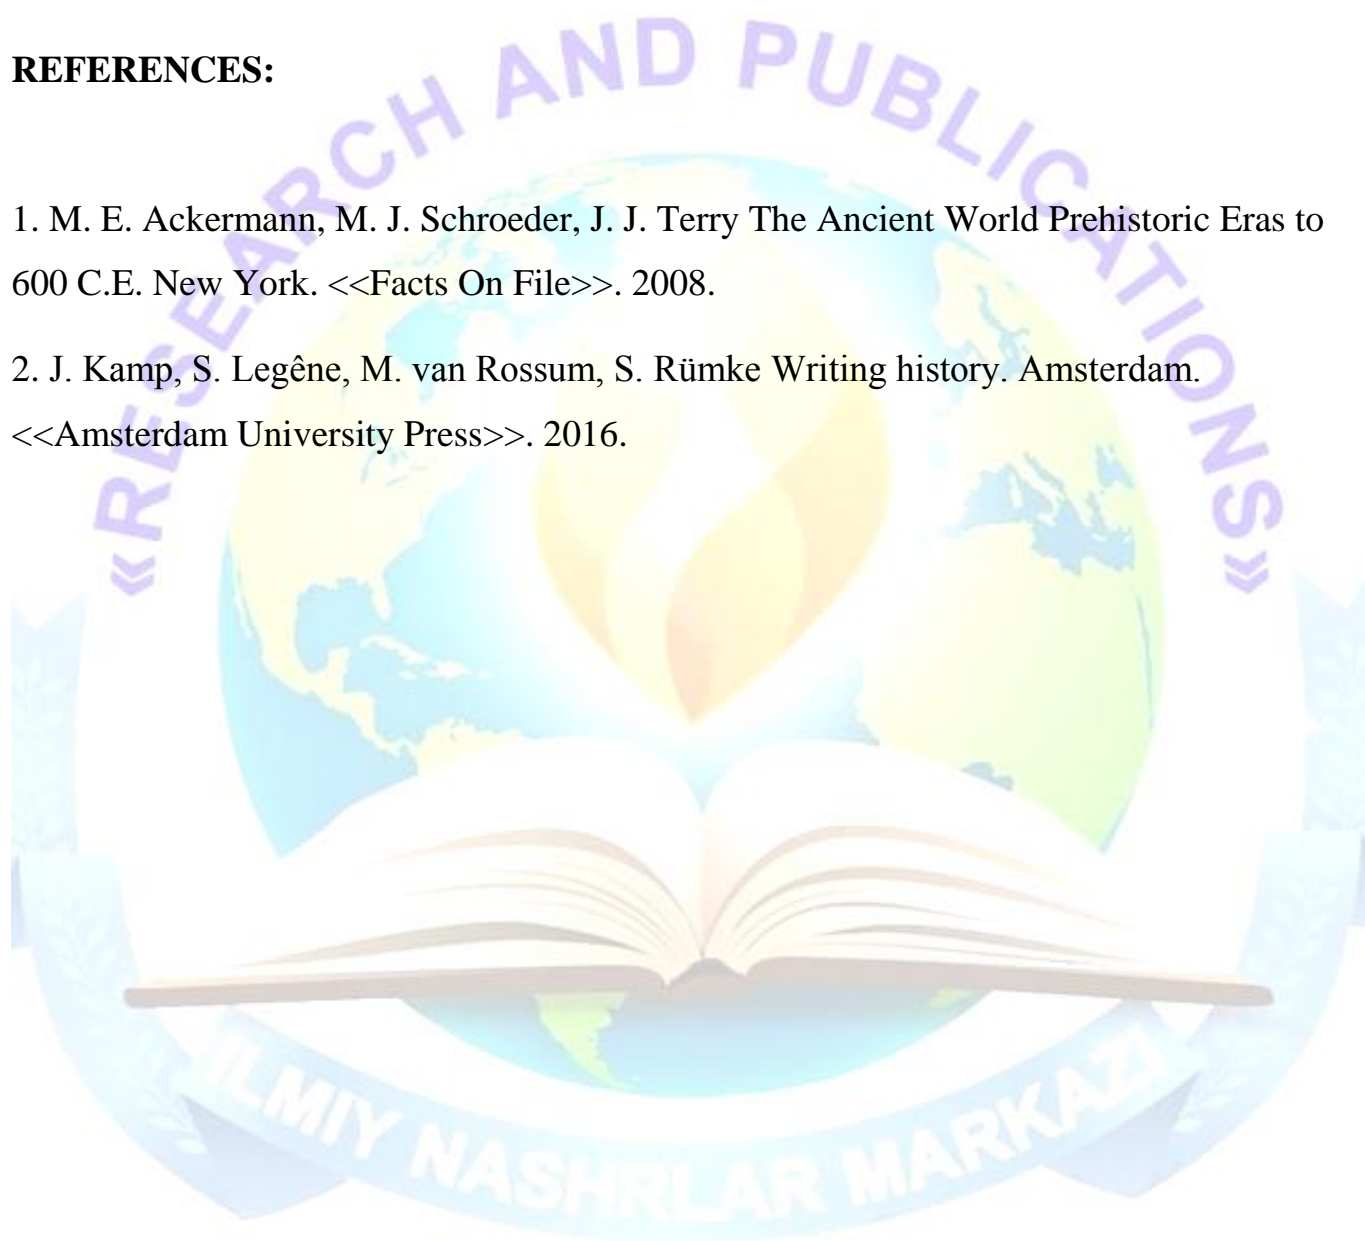 «RESEARCH AND PUBLICATIONS»
REFERENCES:
1. M. E. Ackermann, M. J. Schroeder, J. J. Terry The Ancient World Prehistoric Eras to
600 C.E. New York. <<Facts On File>>. 2008.
2. J. Kamp, S. Legêne, M. van Rossum, S. Rümke Writing history. Amsterdam.
<<Amsterdam University Press>>. 2016.
ILMIY NASHRLAR MARKAZI